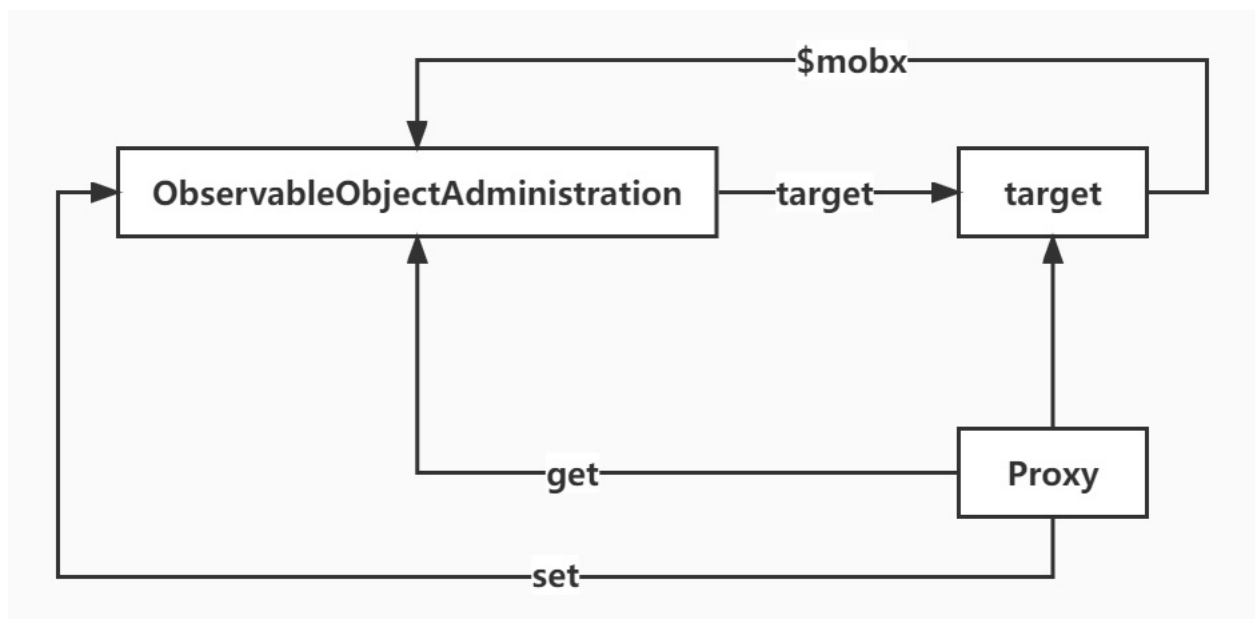 $mobx
ObservableObjectAdministration
target
target
get
Proxy
set